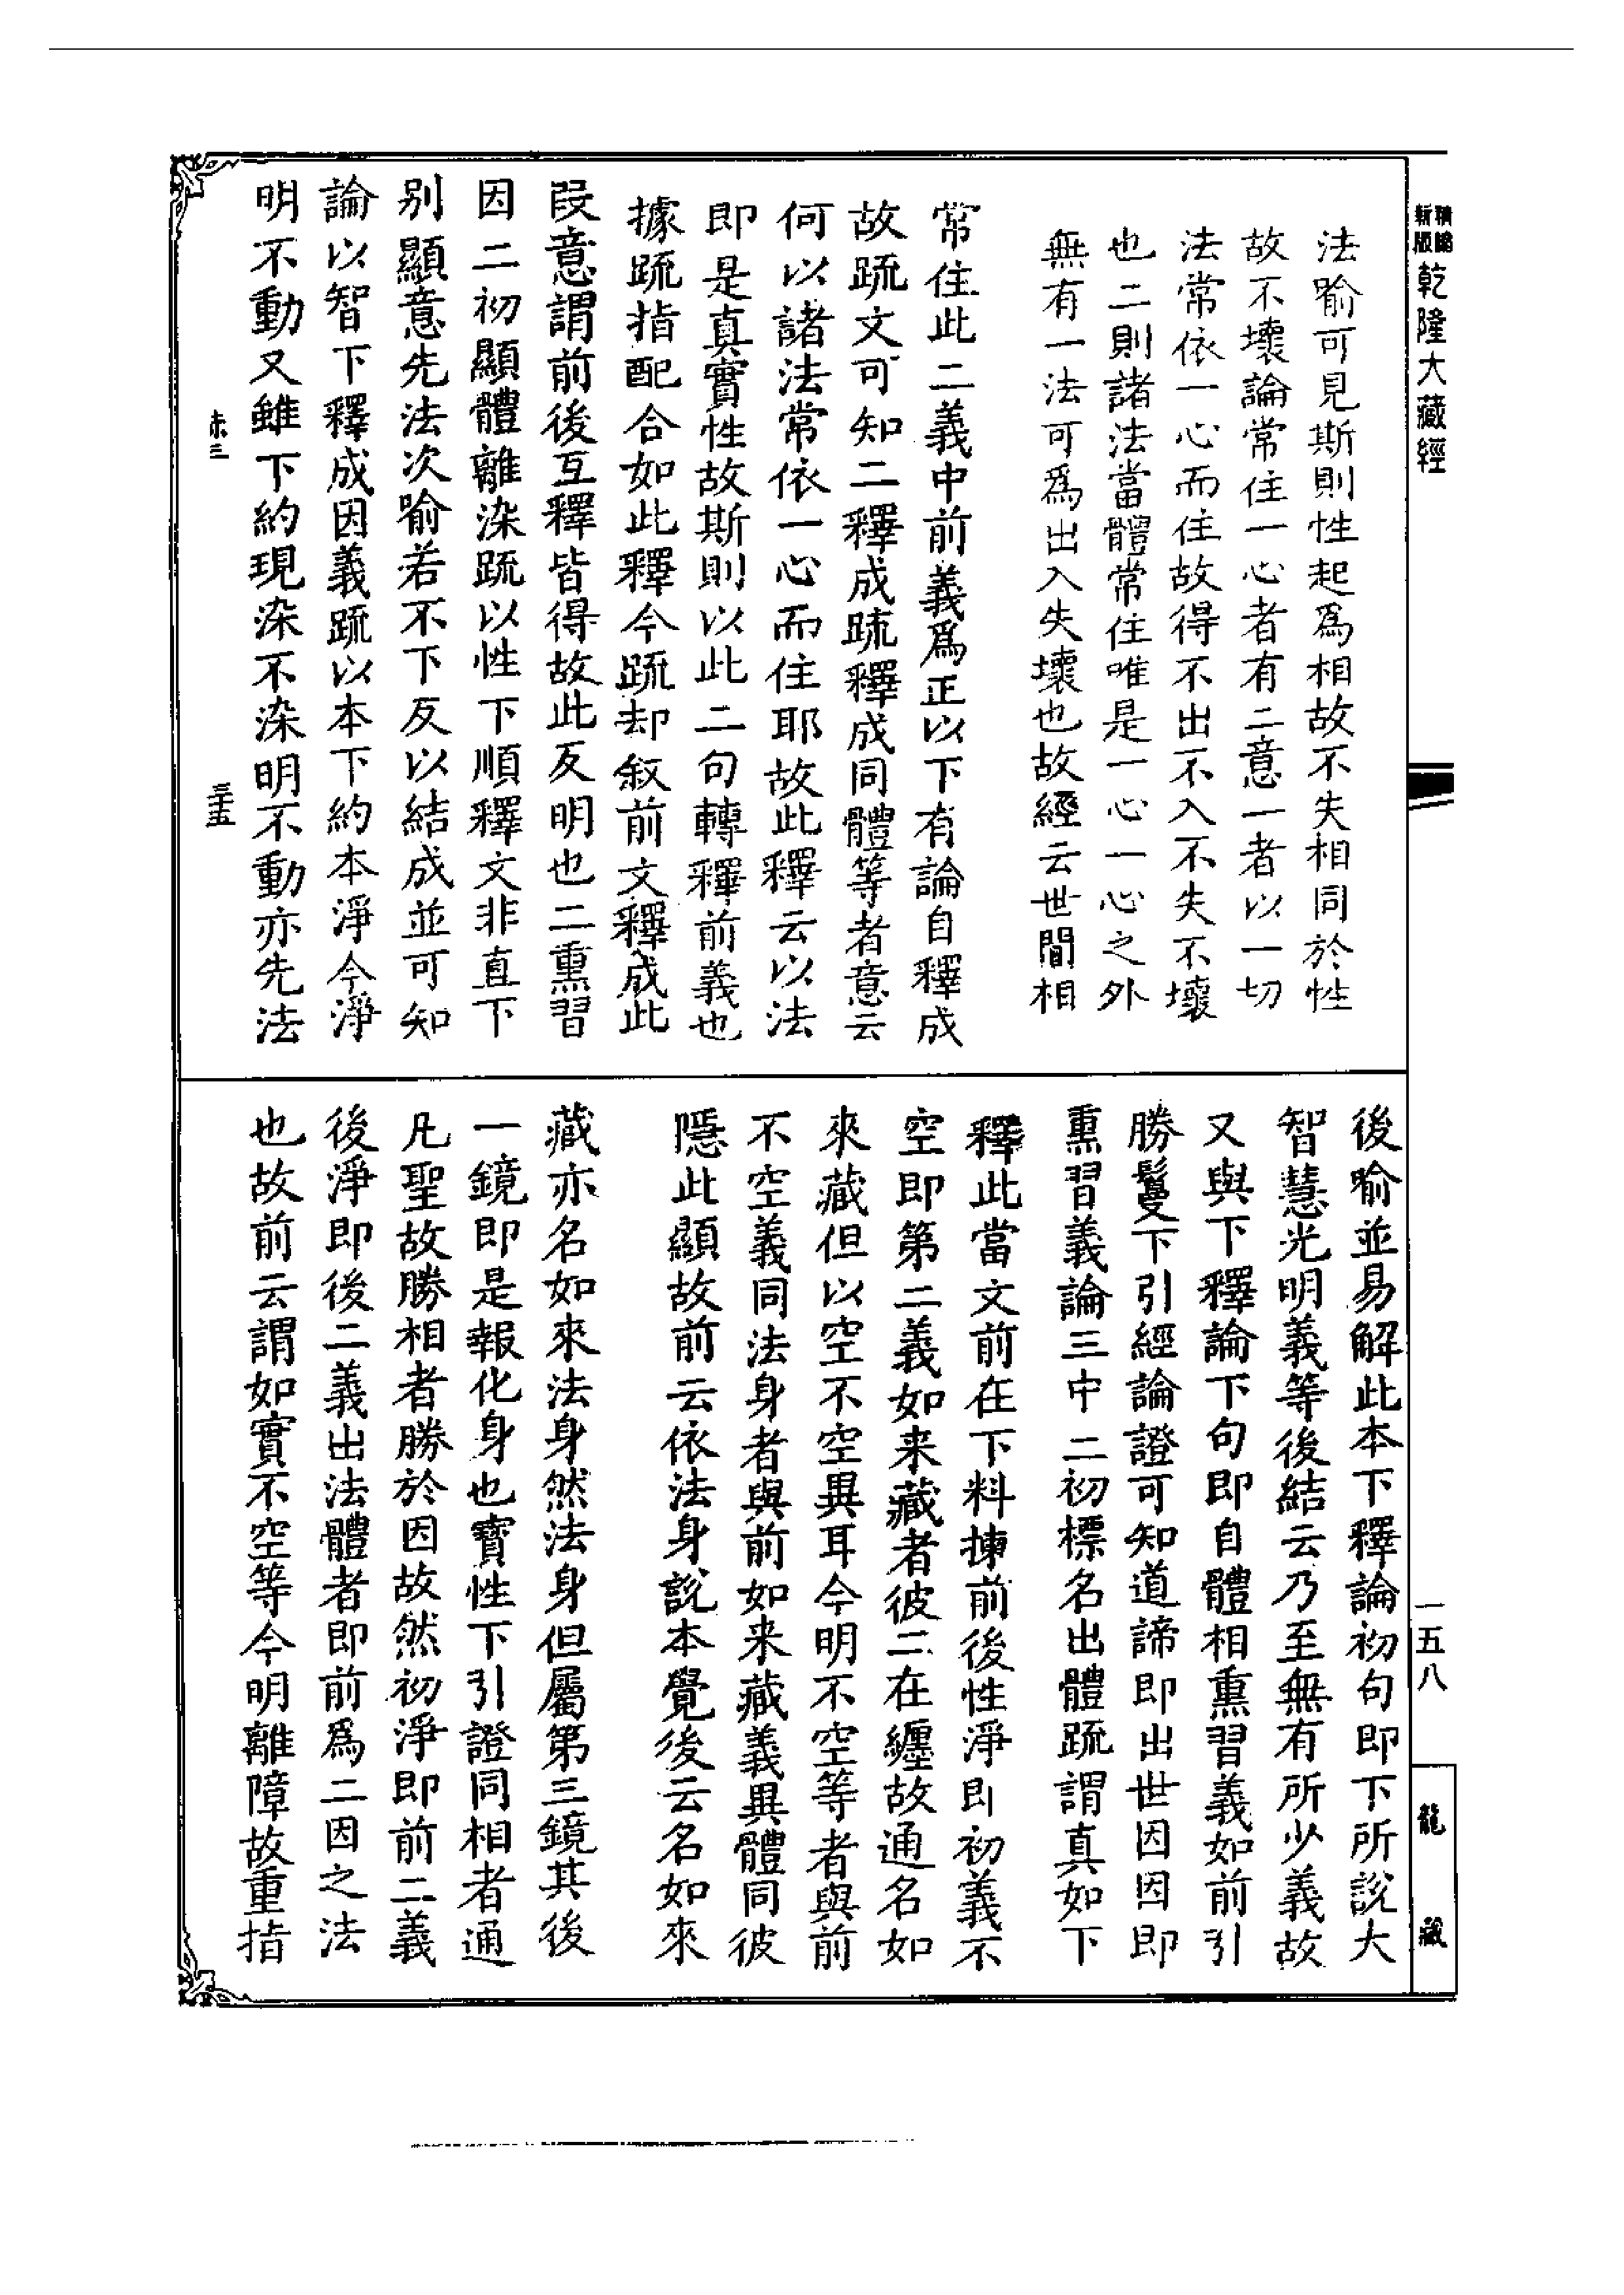 精縮新版乾隆大藏經
法喻可見斯則性起爲相故不失相同於性
故不壞論常住一心者有二意一者以一切
法常依一心而住故得不出不入不失不壞
也二則諸法當體常住唯是一心一心之外
無有一法可爲出入失壞也故經云世間相
常住此二義中前義爲正以下有論自釋成
故疏文可知二釋成疏釋成同體等者意云
何以諸法常依一心而住耶故此釋云以法
即是真實性故斯則以此二句轉釋前義也
據疏指配合如此釋今疏却敘前文釋成此
段意謂前後互釋皆得故此反明也二熏習
因二初顯體離染疏以性下順釋文非直下
别顯意先法次喻若不下反以結成並可知
論以智下釋成因義疏以本下約本淨今淨
明不動又雖下約現染不染明不動亦先法
三十五
後喻並易解此本下釋論初句即下所說大
智慧光明義等後結云乃至無有所少義故
又與下釋論下句即自體相熏習義如前引
勝鬘下引經論證可知道諦即出世因因即
熏習義論三中二初標名出體疏謂真如下
釋此當文前在下料揀前後性淨即初義不
空即第二義如来藏者彼二在纏故通名如
來藏但以空不空異耳今明不空等者與前
不空義同法身者與前如来藏義異體同彼
隱此顯故前云依法身說本覺後云名如來
藏亦名如來法身然法身但屬第三鏡其後
一鏡即是報化身也實性下引證同相者通
凡聖故勝相者勝於因故然初淨即前二義
後淨即後二義出法體者即前爲二因之法
也故前云謂如實不空等今明離障故重指
一五八
龍藏